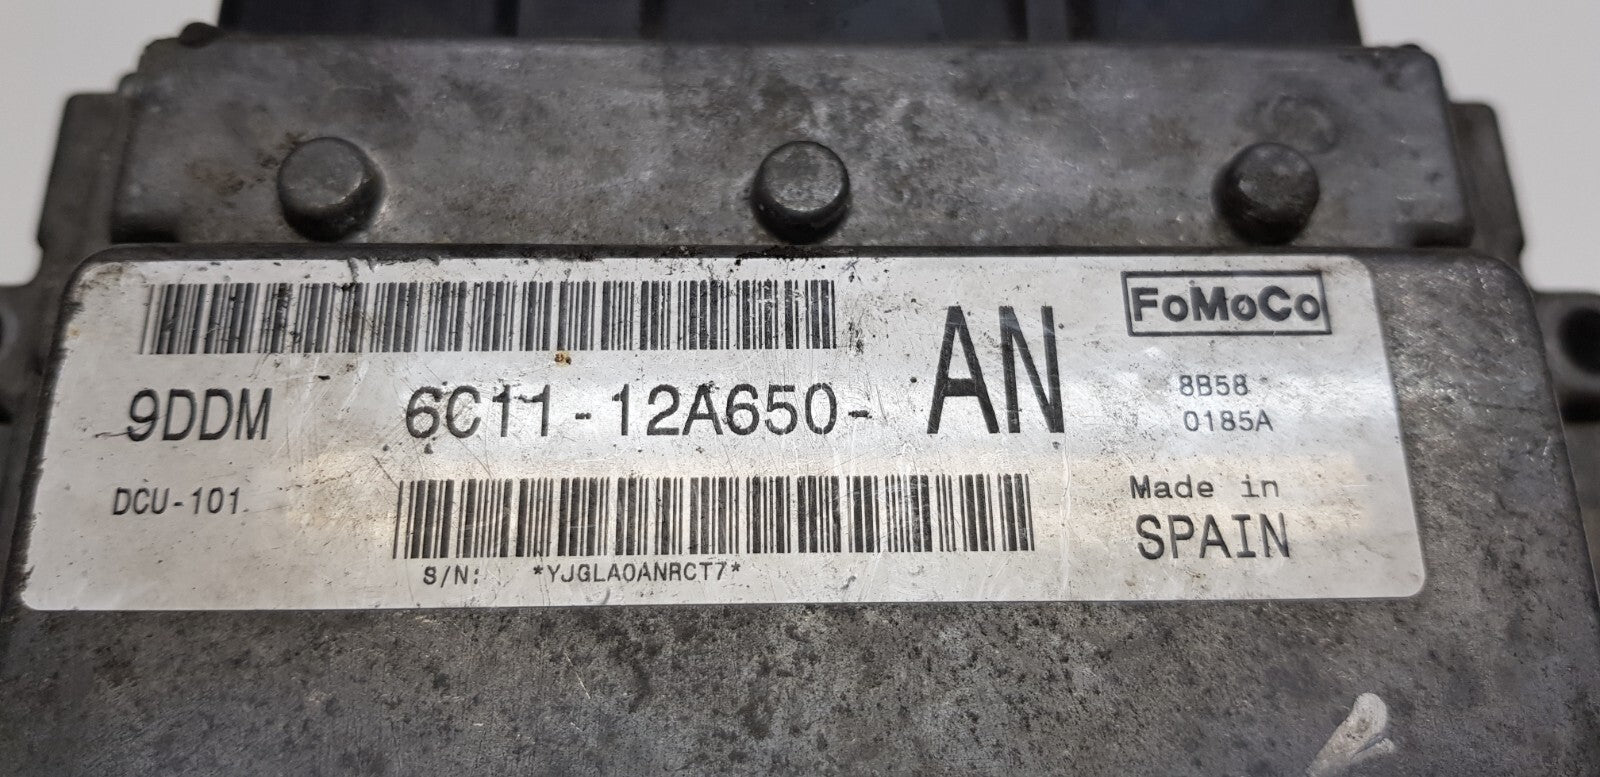 FoMoCo
9DDM 6C11-12A650- AN
8B58
0185A
DCU-101
Made in
SPAIN
S/N: *YJGLA0ANRCT7*